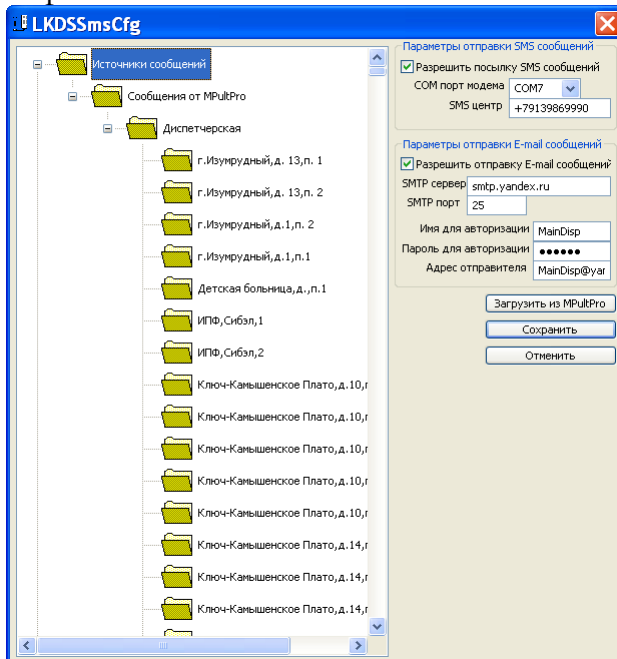 LKDSSmsCfg
Источники сообщений
Сообщения от MPultPro
Диспетчерская
г.Изумрудный,д. 13,п. 1
г.Изумрудный,д. 13,п. 2
г.Изумрудный,д.1,п. 2
г.Изумрудный,д.1,п.1
Детская больница,д.,п.1
ИПФ,Сибэл,1
ИПФ,Сибэл,2
Ключ-Камышенское Плато,д.10,
Ключ-Камышенское Плато,д.10,
Ключ-Камышенское Плато,д.10,
Ключ-Камышенское Плато,д.10,
Ключ-Камышенское Плато,д.10,
Ключ-Камышенское Плато,д.14,
Ключ-Камышенское Плато,д.14,
Ключ-Камышенское Плато,д.14,
Параметры отправки SMS сообщений
Разрешить посылку SMS сообщений
COM порт модема COM7
SMS центр +79139869990
Параметры отправки E-mail сообщений
Разрешить отправку E-mail сообщений
SMTP сервер smtp.yandex.ru
SMTP порт 25
Имя для авторизации MainDisp
Пароль для авторизации ●●●●●●
Адрес отправителя MainDisp@yar
Загрузить из MPultPro
Сохранить
Отменить